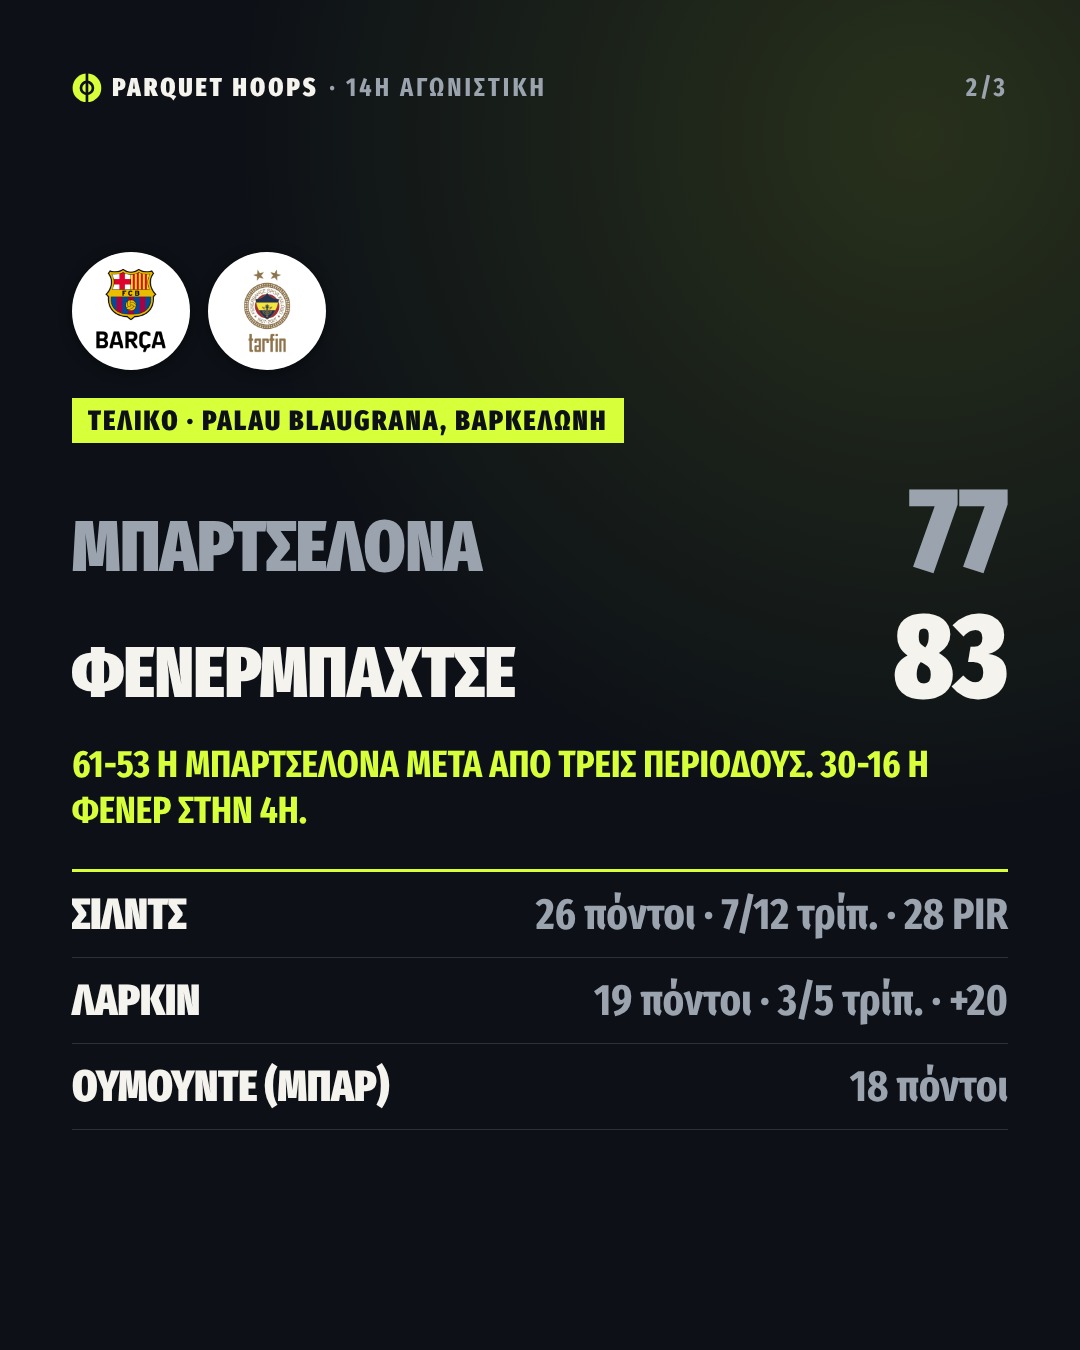 PARQUET HOOPS · 14Η ΑΓΩΝΙΣΤΙΚΗ
2/3
FCB
BARÇA
tarfin
ΤΕΛΙΚΟ · PALAU BLAUGRANA, ΒΑΡΚΕΛΩΝΗ
ΜΠΑΡΤΣΕΛΟΝΑ 77
ΦΕΝΕΡΜΠΑΧΤΣΕ 83
61-53 Η ΜΠΑΡΤΣΕΛΟΝΑ ΜΕΤΑ ΑΠΟ ΤΡΕΙΣ ΠΕΡΙΟΔΟΥΣ. 30-16 Η
ΦΕΝΕΡ ΣΤΗΝ 4Η.
ΣΙΛΝΤΣ 26 πόντοι · 7/12 τρίπ. · 28 PIR
ΛΑΡΚΙΝ 19 πόντοι · 3/5 τρίπ. · +20
ΟΥΜΟΥΝΤΕ (ΜΠΑΡ) 18 πόντοι